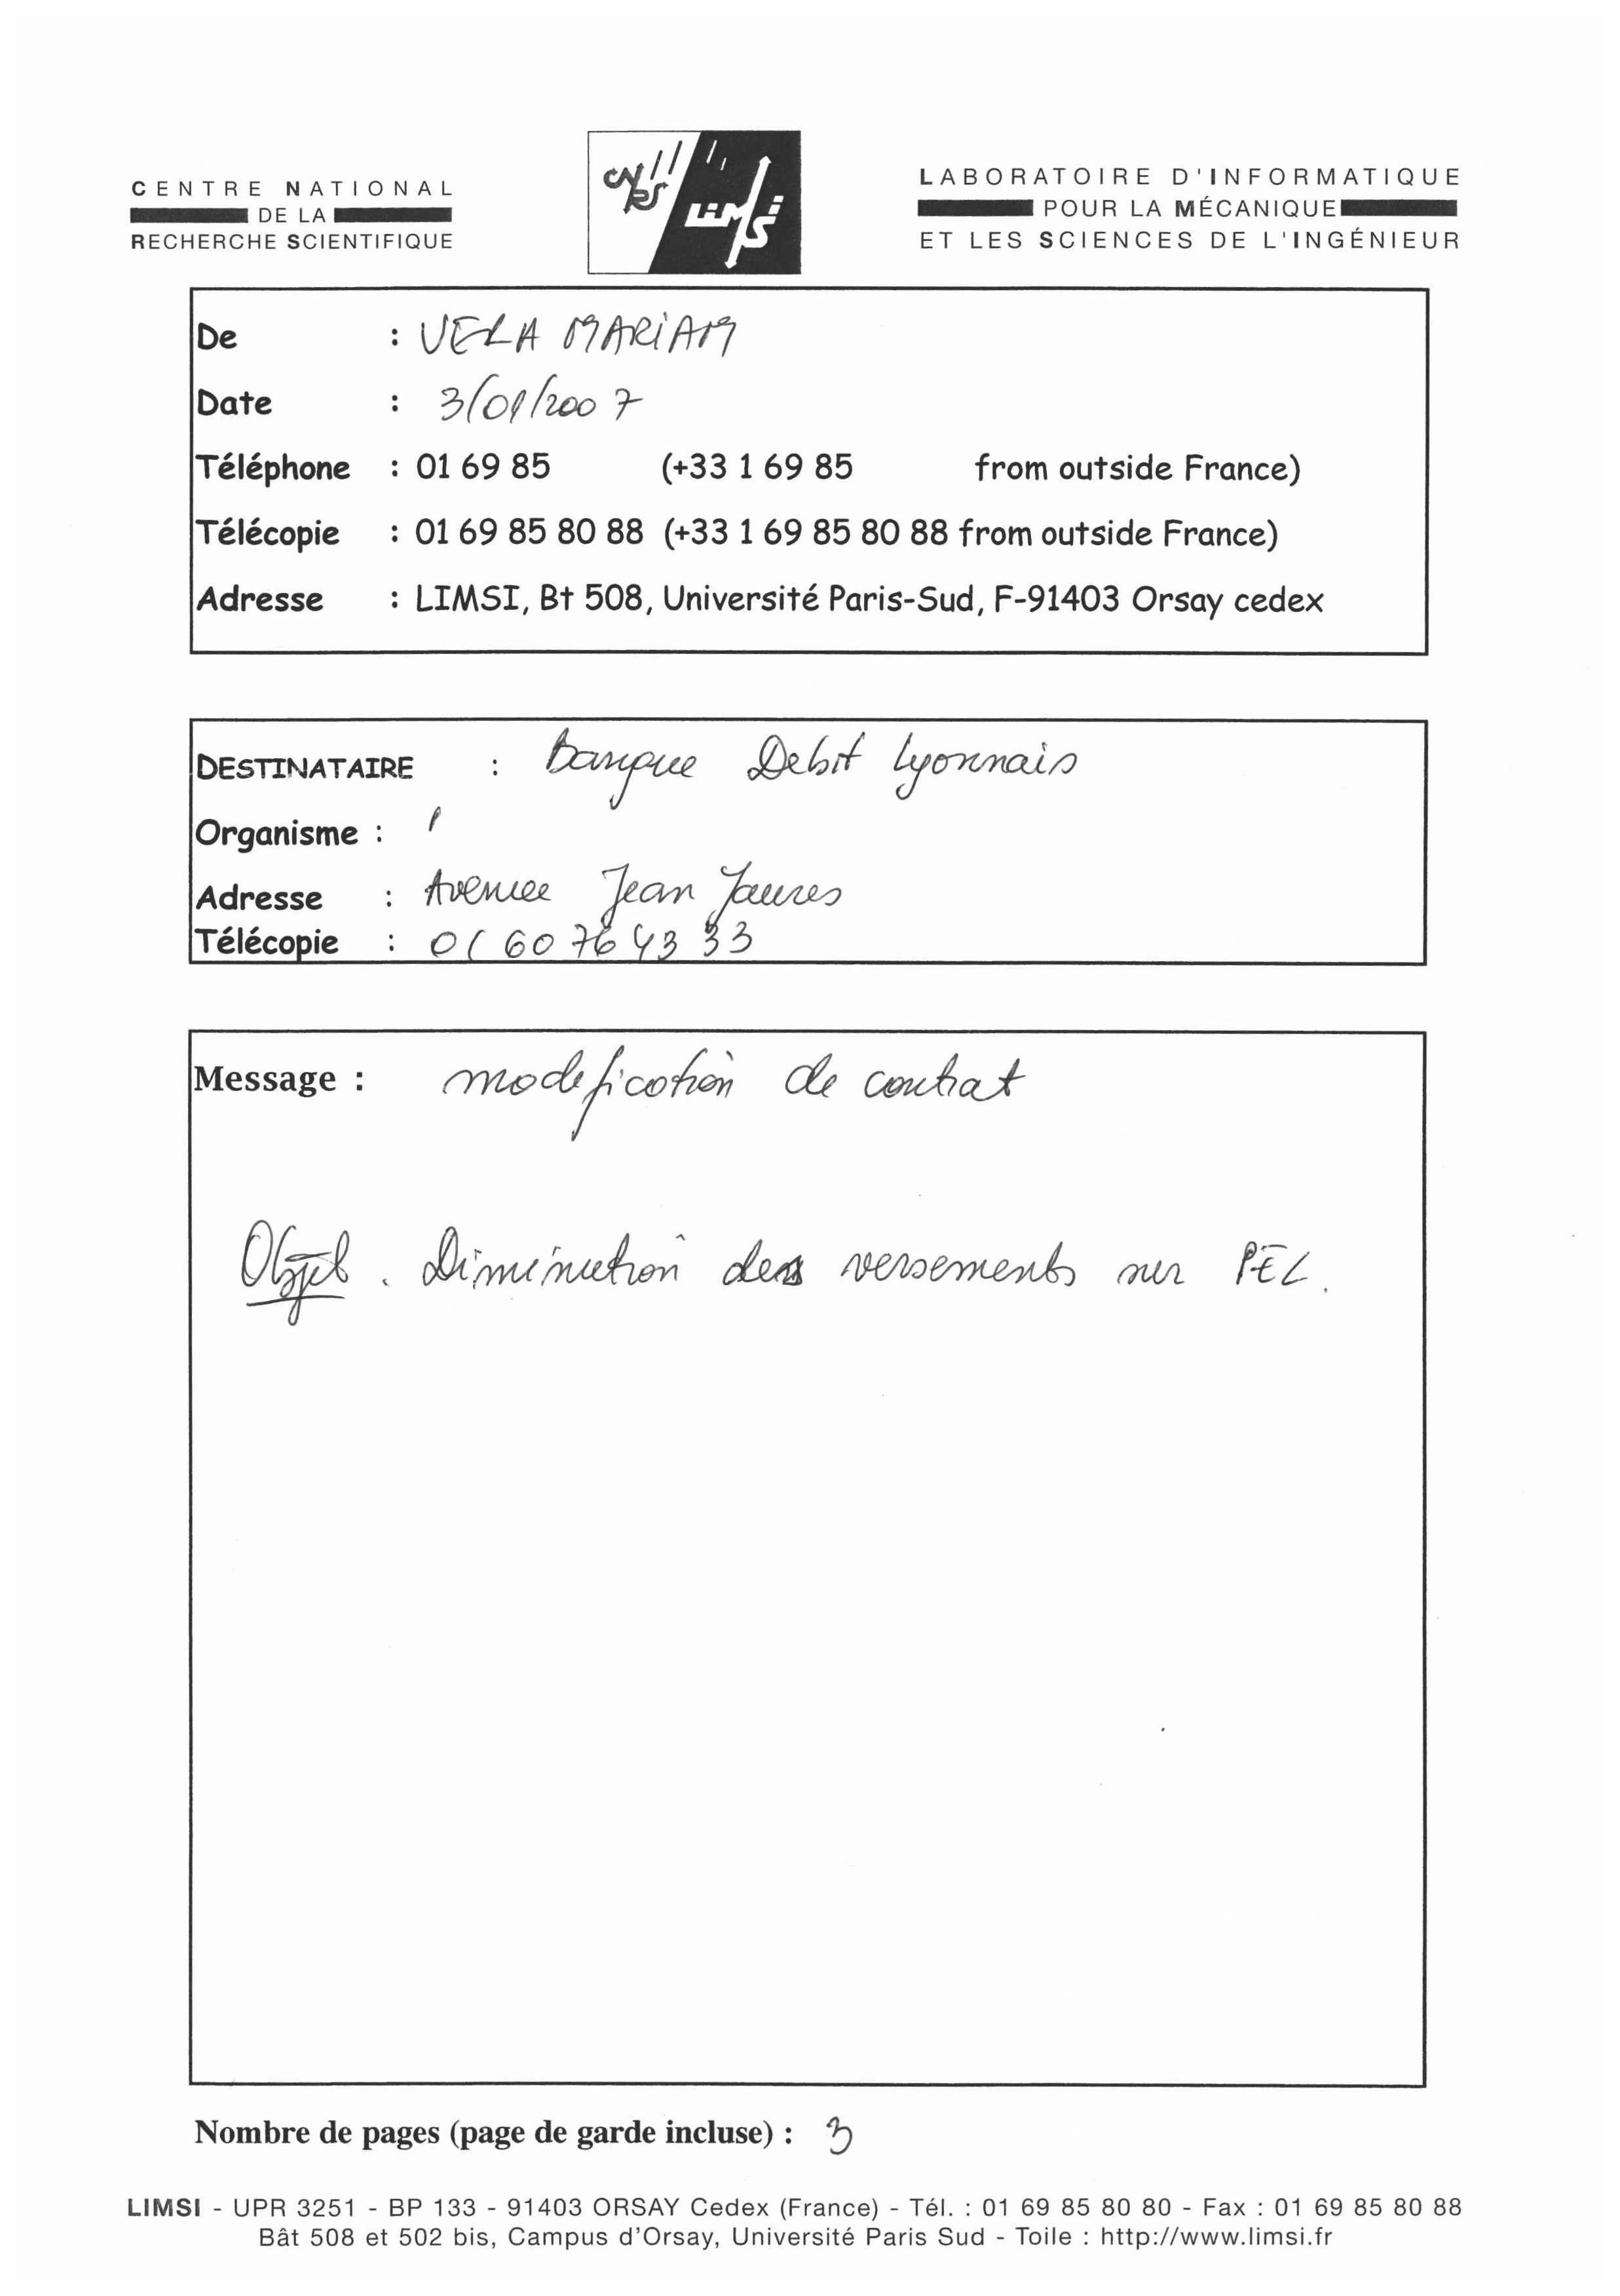 CENTRE NATIONAL
DE LA
RECHERCHE SCIENTIFIQUE
LIMSI
LABORATOIRE D'INFORMATIQUE
POUR LA MÉCANIQUE
ET LES SCIENCES DE L'INGÉNIEUR
De : VELA MARIAM
Date : 3/01/2007
Téléphone : 01 69 85 (+33 1 69 85 from outside France)
Télécopie : 01 69 85 80 88 (+33 1 69 85 80 88 from outside France)
Adresse : LIMSI, Bt 508, Université Paris-Sud, F-91403 Orsay cedex
DESTINATAIRE : Banque Debit Lyonnais
Organisme :
Adresse : Avenue Jean Jaures
Télécopie : 01 60 76 43 33
Message : modification de contrat
Objet . Diminution des versements sur PEL.
Nombre de pages (page de garde incluse) : 3
LIMSI - UPR 3251 - BP 133 - 91403 ORSAY Cedex (France) - Tél. : 01 69 85 80 80 - Fax : 01 69 85 80 88
Bât 508 et 502 bis, Campus d'Orsay, Université Paris Sud - Toile : http://www.limsi.fr